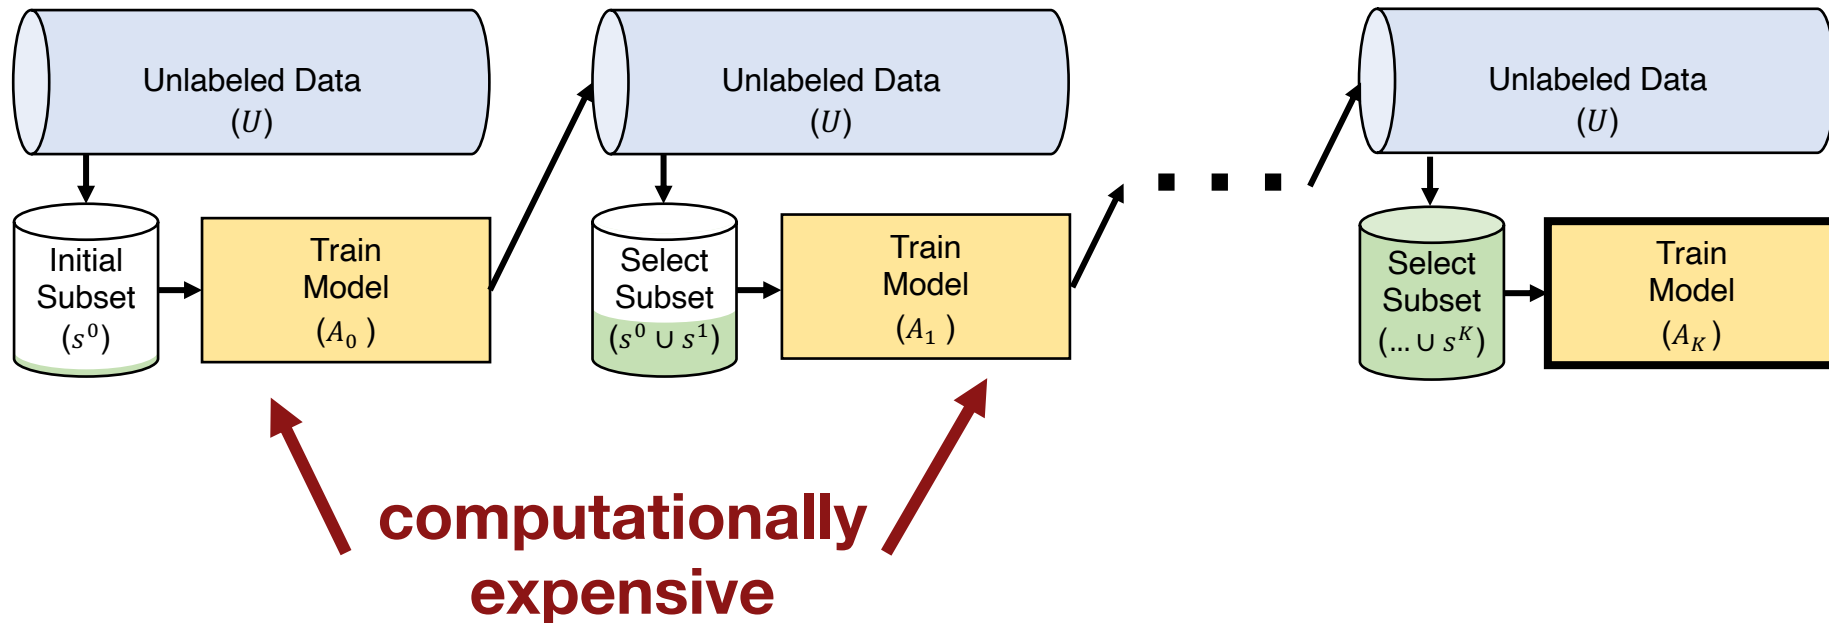 Unlabeled Data
(U)
Initial
Subset
(s⁰)
Train
Model
(A₀ )
Unlabeled Data
(U)
Select
Subset
(s⁰ ∪ s¹)
Train
Model
(A₁ )
Unlabeled Data
(U)
Select
Subset
(... ∪ sᴷ)
Train
Model
(A_K )
computationally
expensive